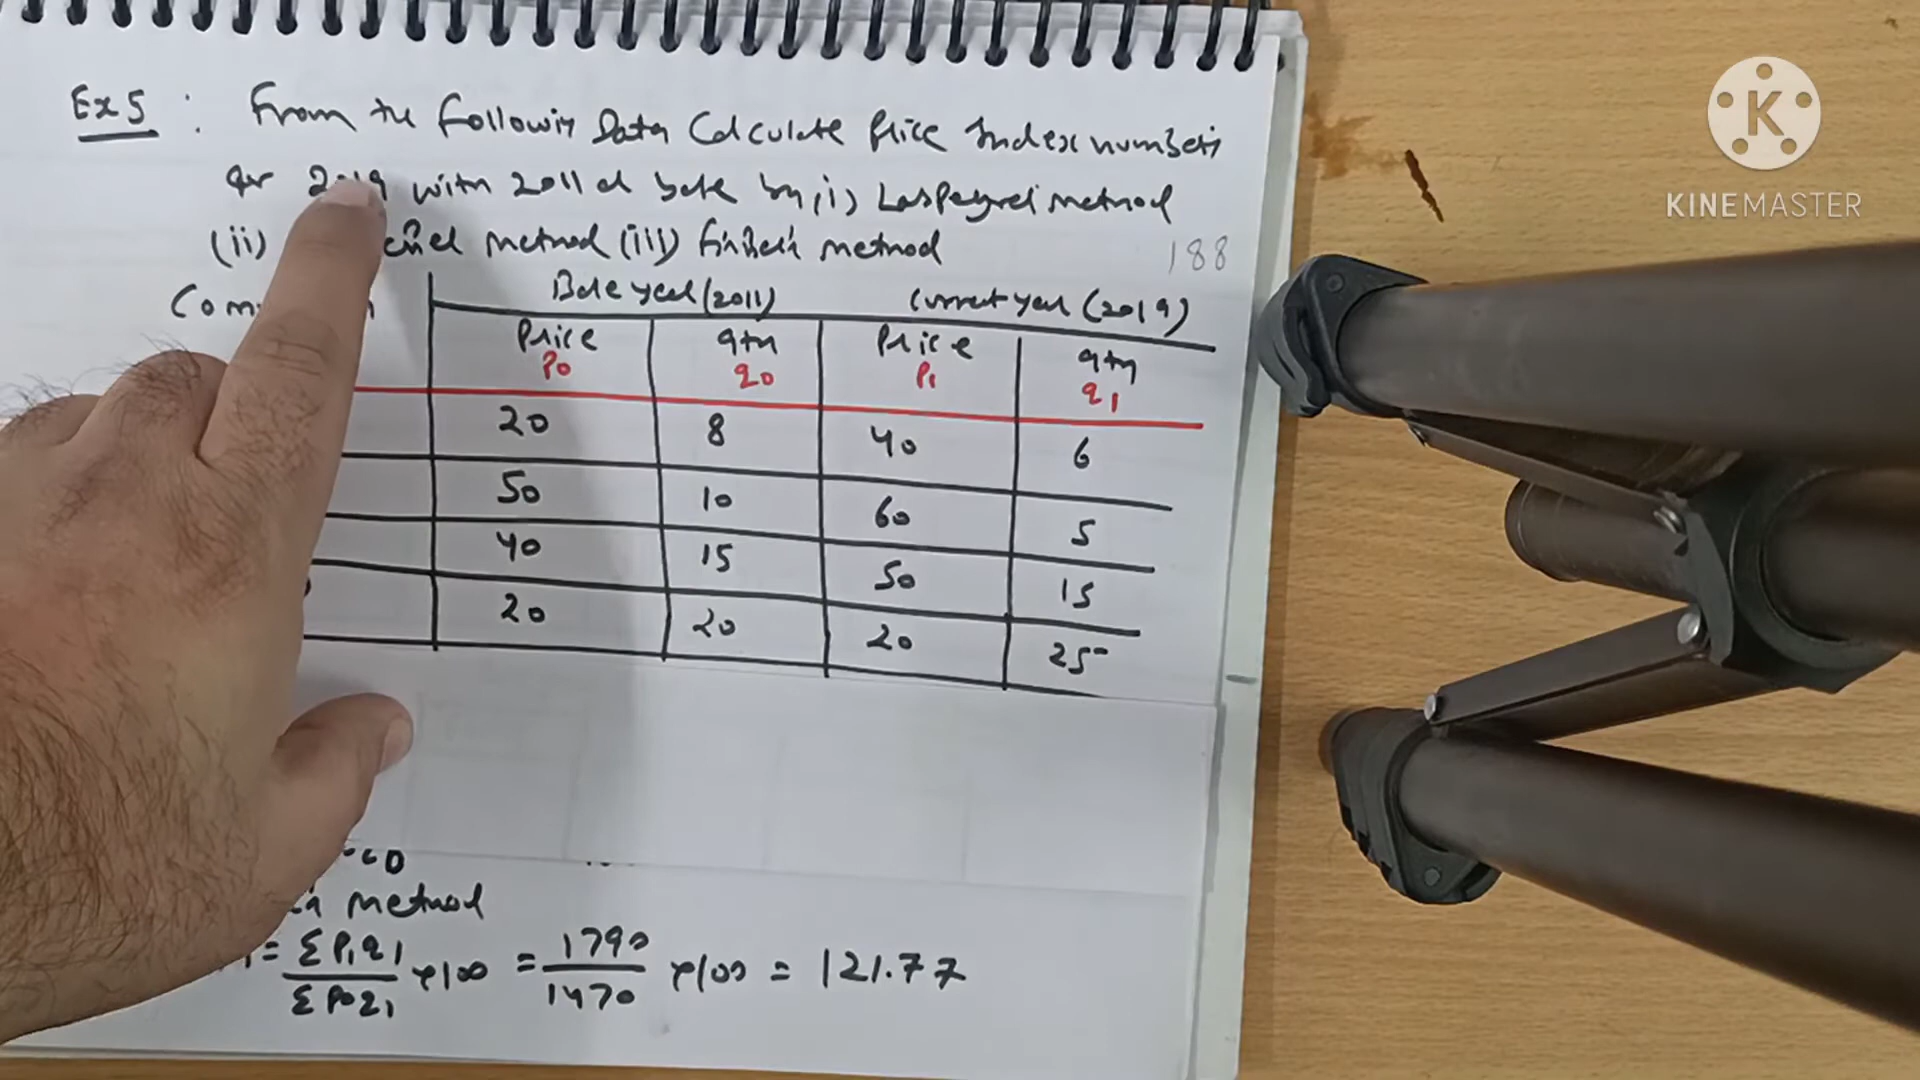 Ex 5 : From the following Data Calculate Price Index numbers
for 2019 with 2011 as base by (i) Laspeyres method
(ii) method (iii) Fisher's method
188
Base year (2011) Current year (2019)
Price qty Price qty
P0 q0 P1 q1
20 8 40 6
50 10 60 5
40 15 50 15
20 20 20 25
method
= ΣP1q1 / ΣP0q1 ×100 = 1790 / 1470 ×100 = 121.77
K
KINEMASTER